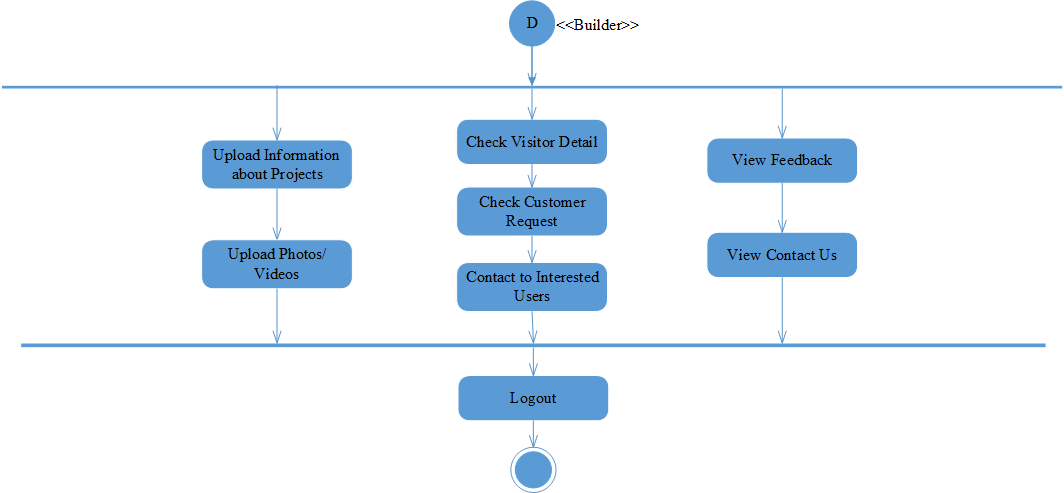 D
<<Builder>>
Upload Information
about Projects
Upload Photos/
Videos
Check Visitor Detail
Check Customer
Request
Contact to Interested
Users
View Feedback
View Contact Us
Logout